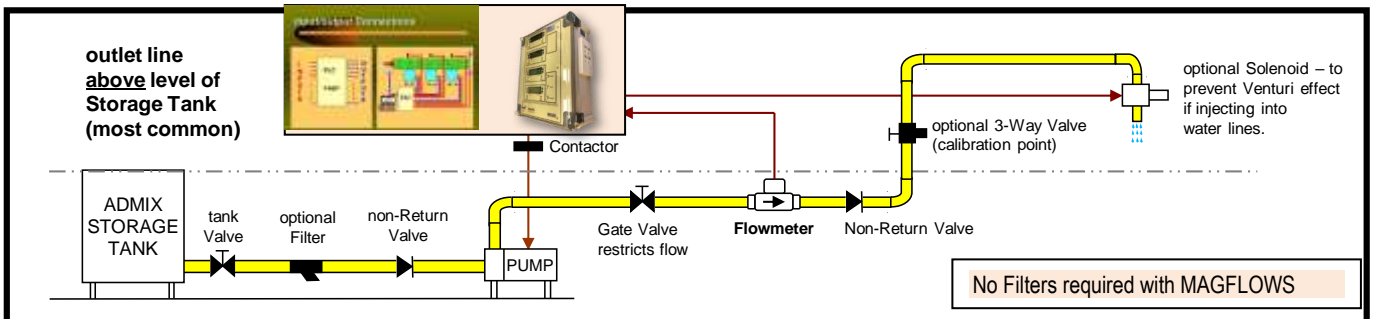 outlet line
above level of
Storage Tank
(most common)
Contactor
optional 3-Way Valve
(calibration point)
optional Solenoid – to
prevent Venturi effect
if injecting into
water lines.
ADMIX
STORAGE
TANK
tank
Valve
optional
Filter
non-Return
Valve
PUMP
Gate Valve
restricts flow
Flowmeter
Non-Return Valve
No Filters required with MAGFLOWS